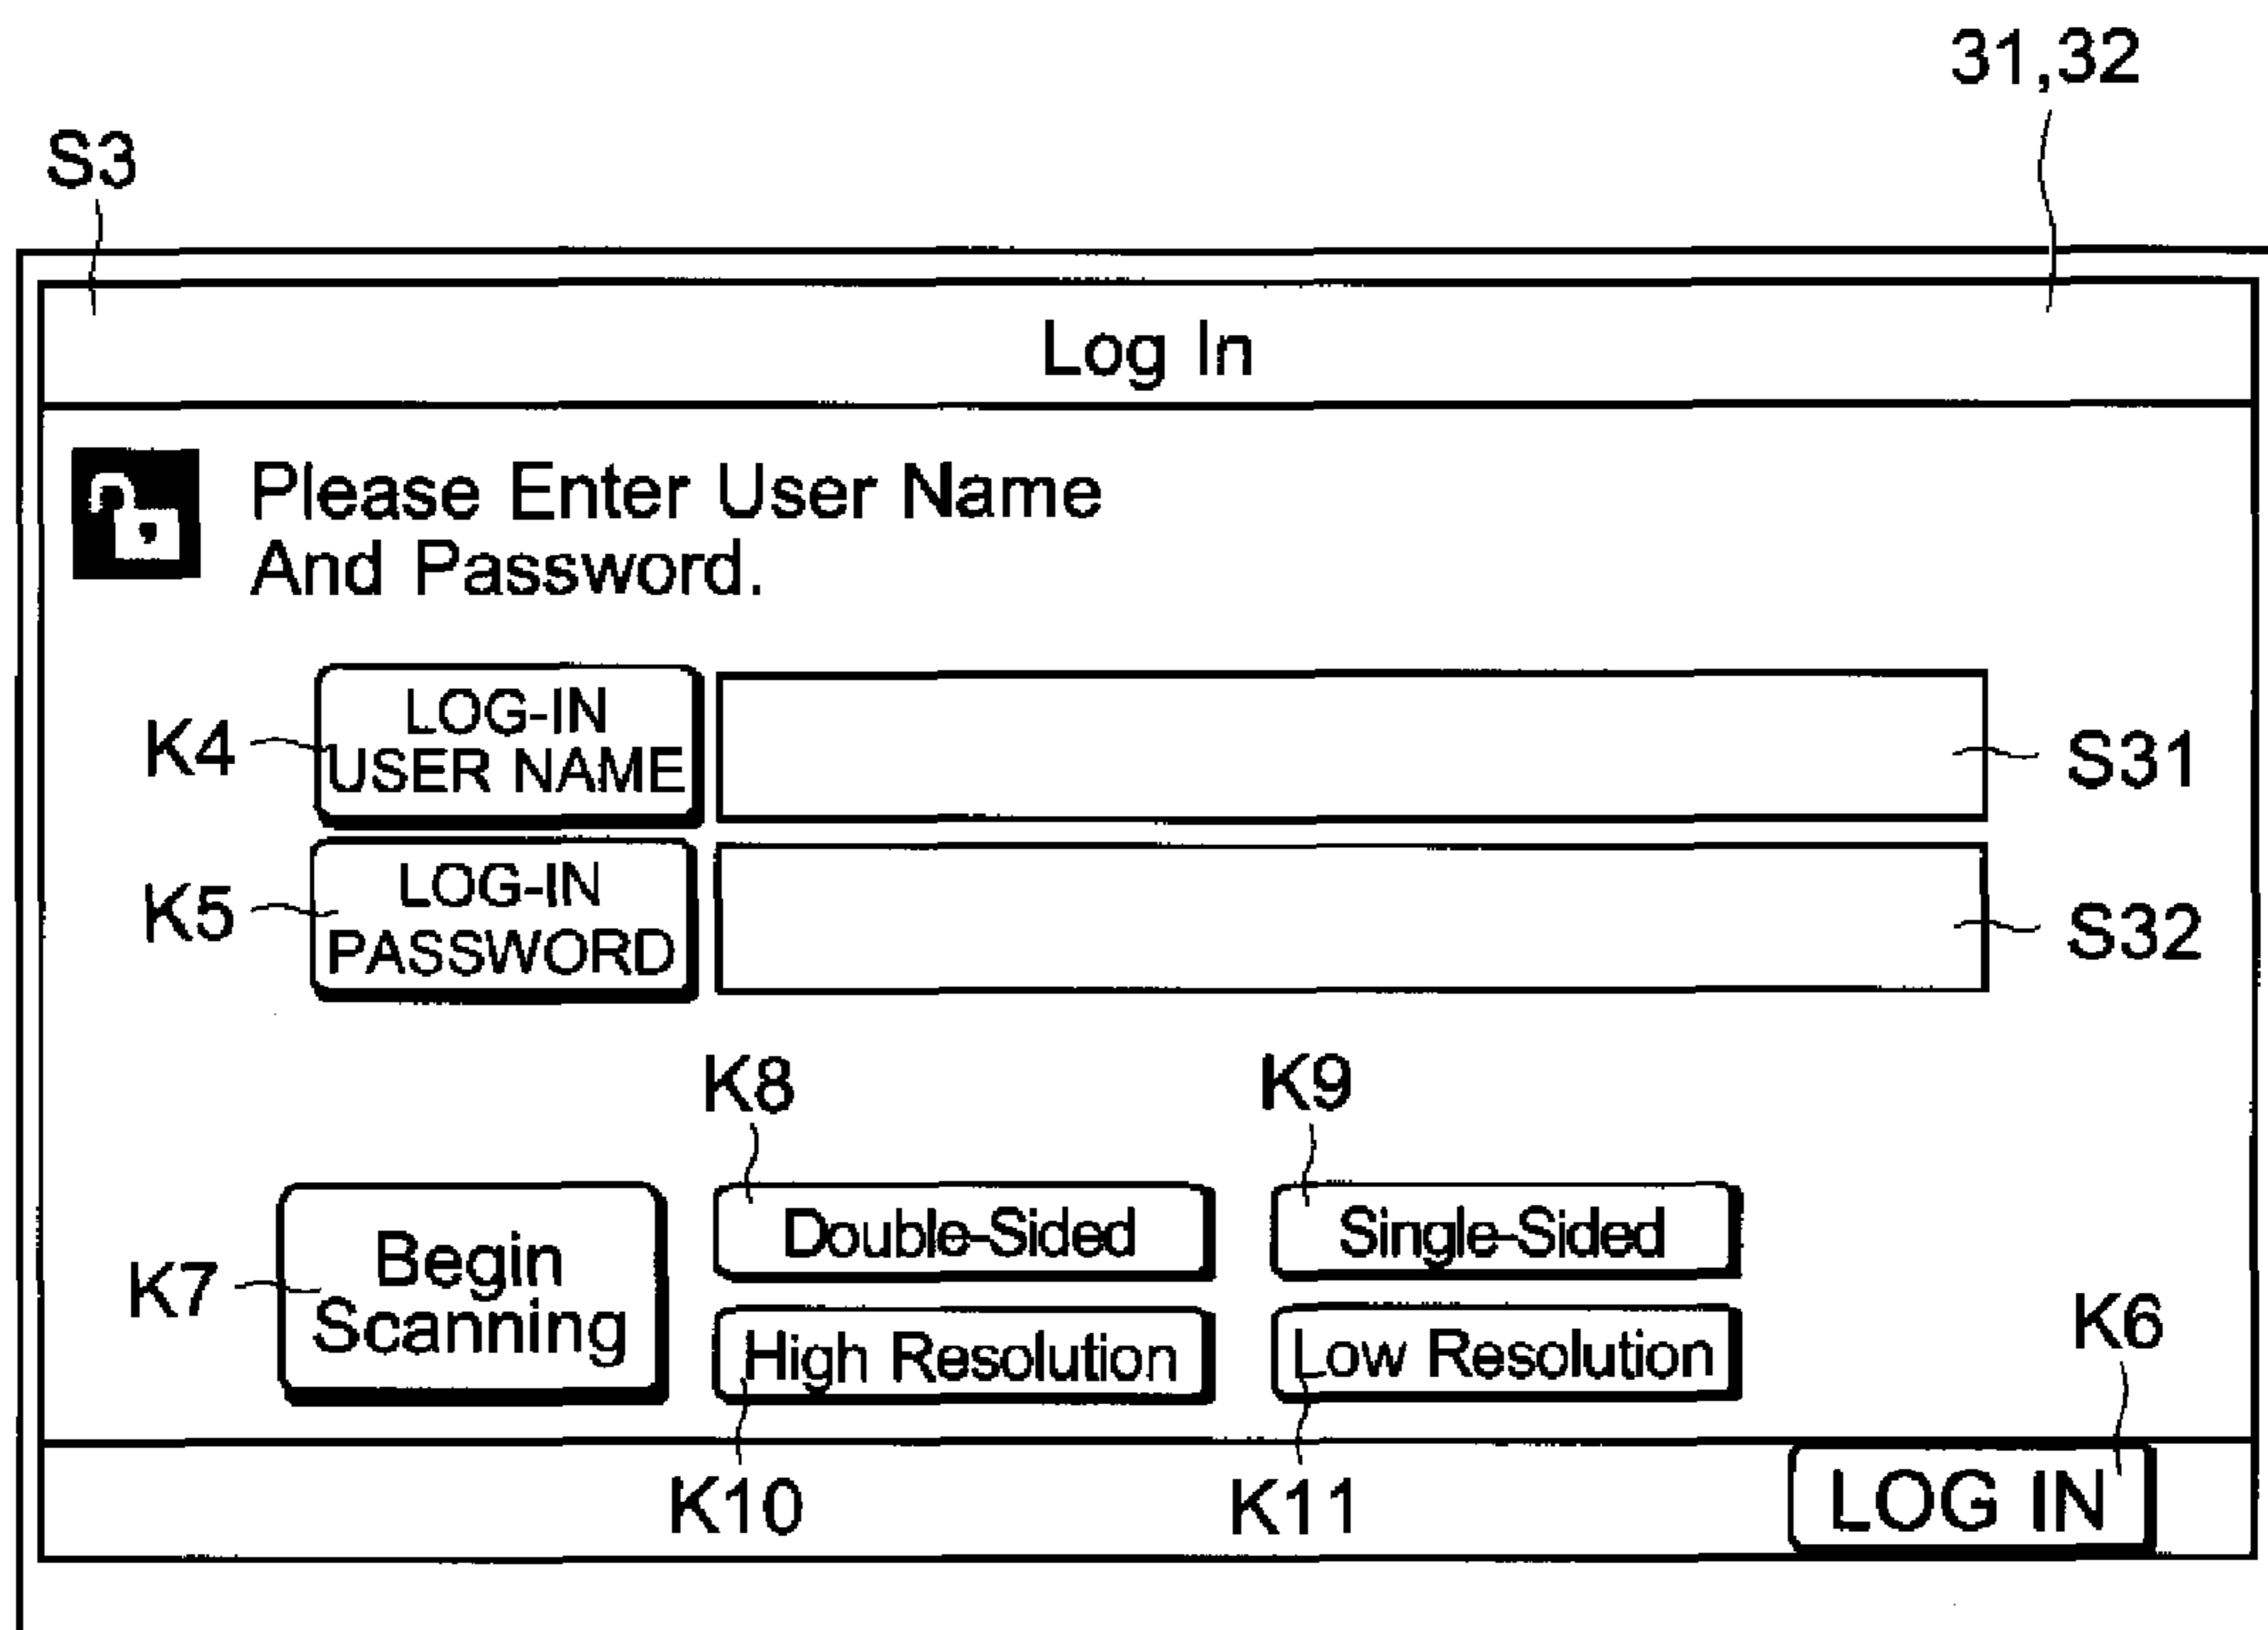 31,32
S3
Log In
Please Enter User Name
And Password.
K4
LOG-IN
USER NAME
S31
K5
LOG-IN
PASSWORD
S32
K8
K9
K7
Begin
Scanning
Double-Sided
Single-Sided
High Resolution
Low Resolution
K6
K10
K11
LOG IN